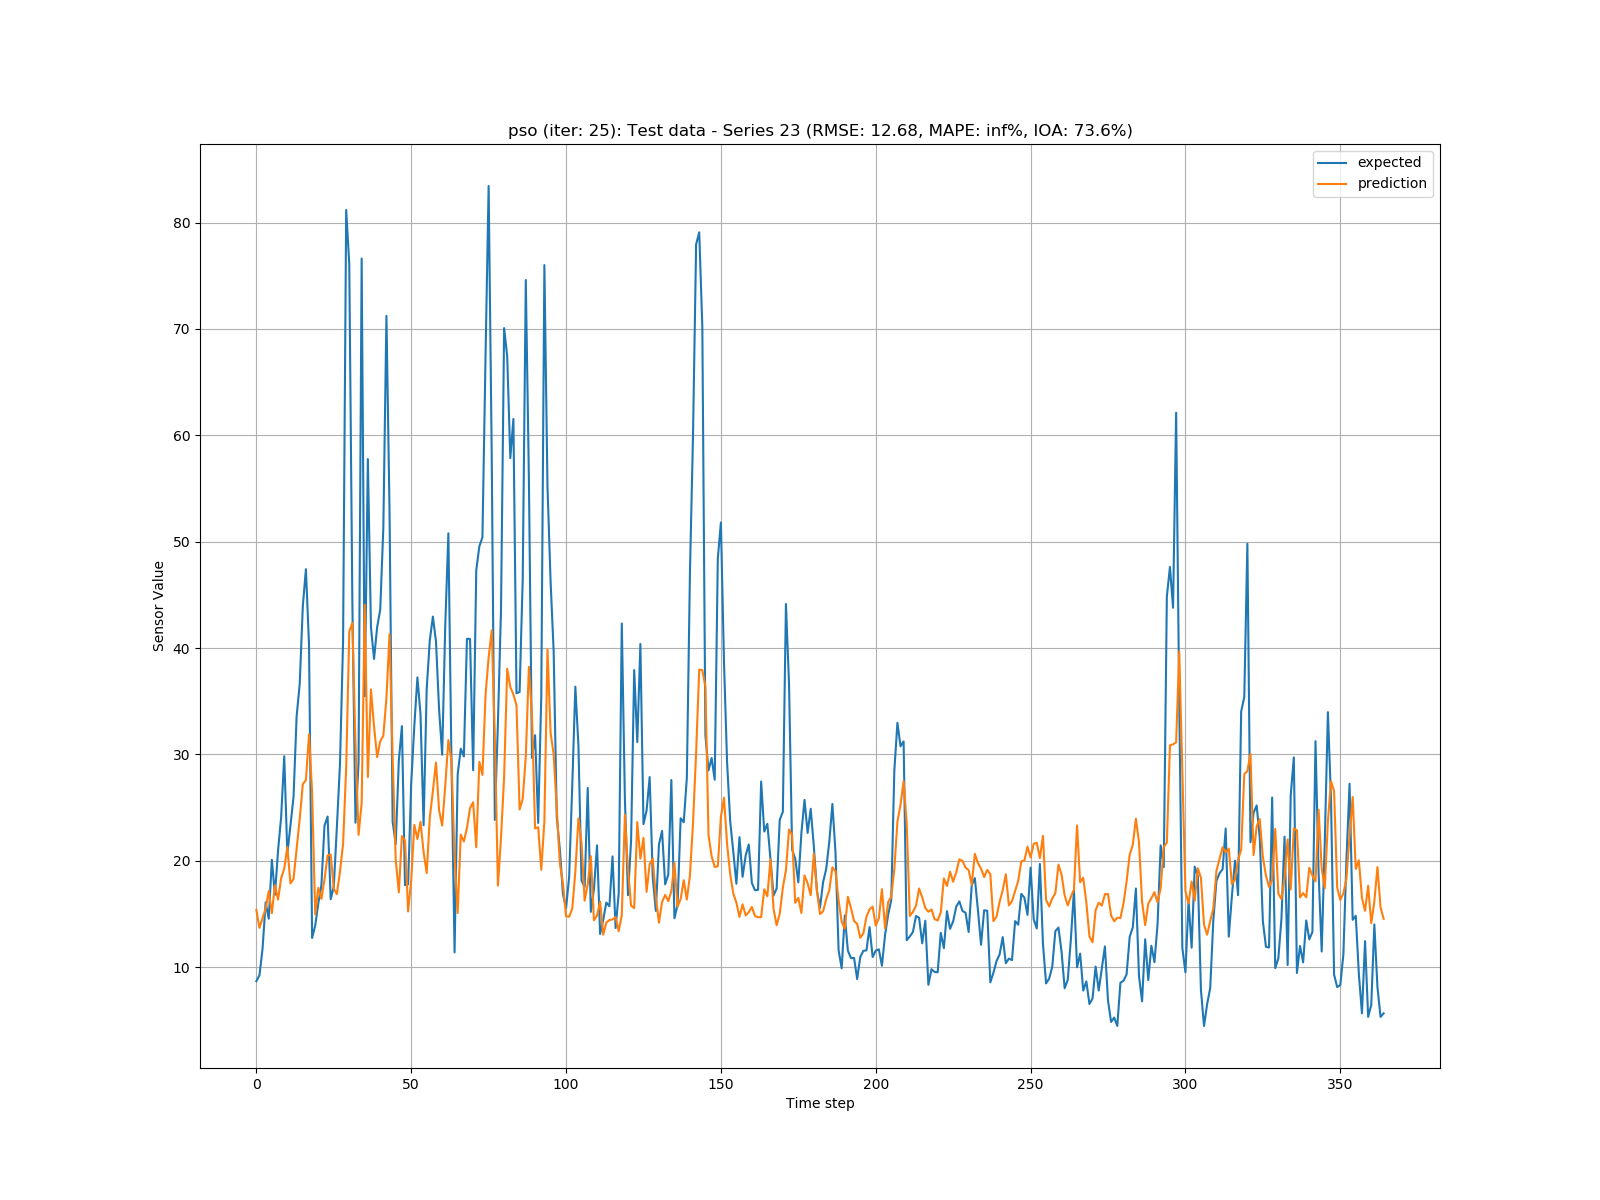 pso (iter: 25): Test data - Series 23 (RMSE: 12.68, MAPE: inf%, IOA: 73.6%)
expected
prediction
80
70
60
50
40
30
20
10
Sensor Value
0 50 100 150 200 250 300 350
Time step